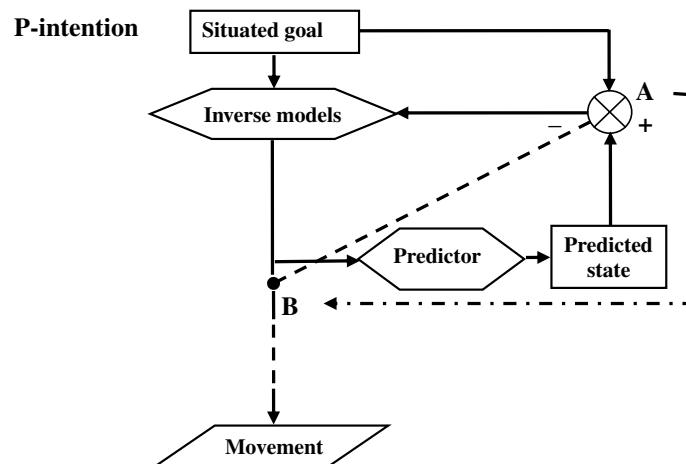 P-intention
Situated goal
A
Inverse models
−
+
Predictor
Predicted
state
B
Movement